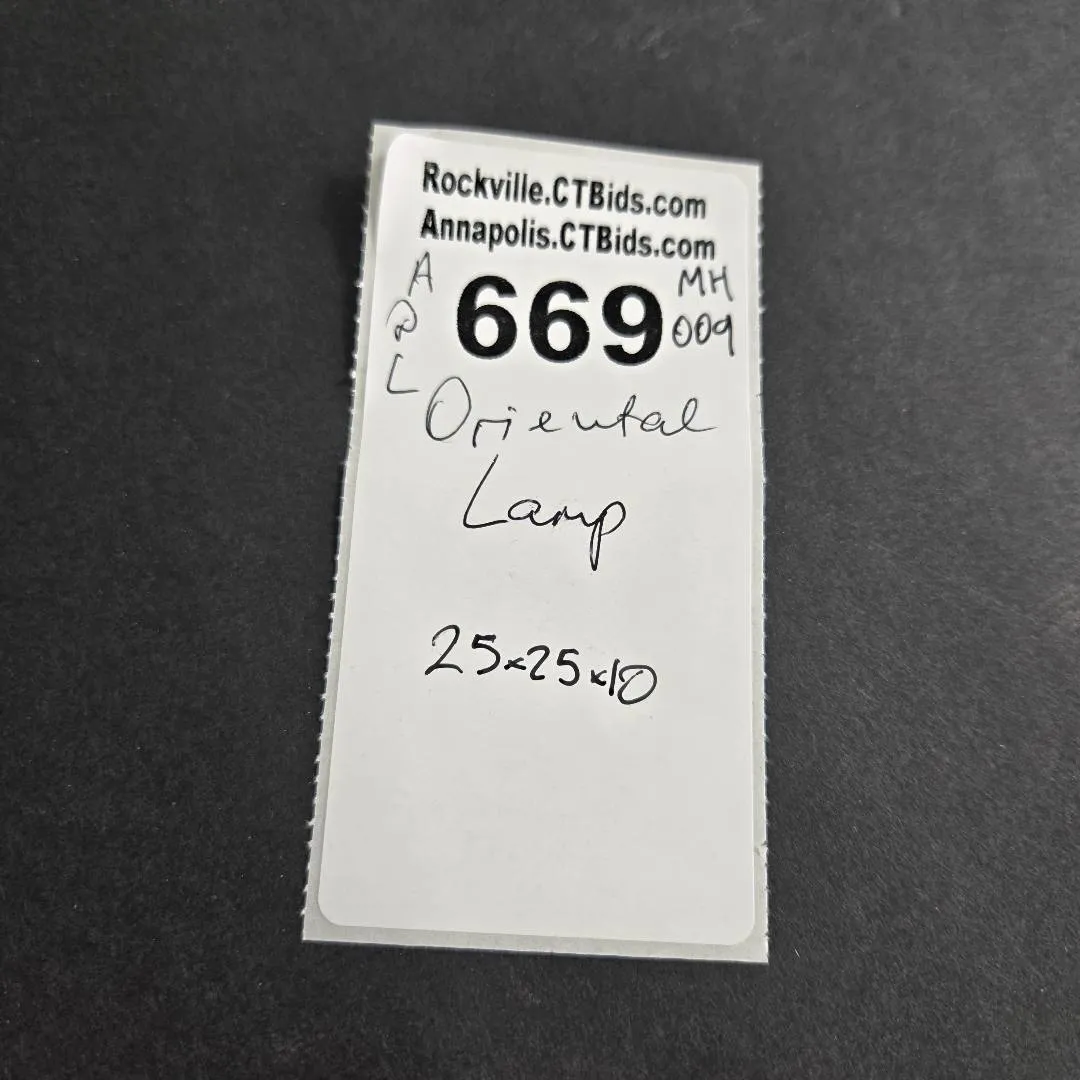 Rockville.CTBids.com
Annapolis.CTBids.com
A
L
669
MH
009
Oriental
Lamp
25x25x10